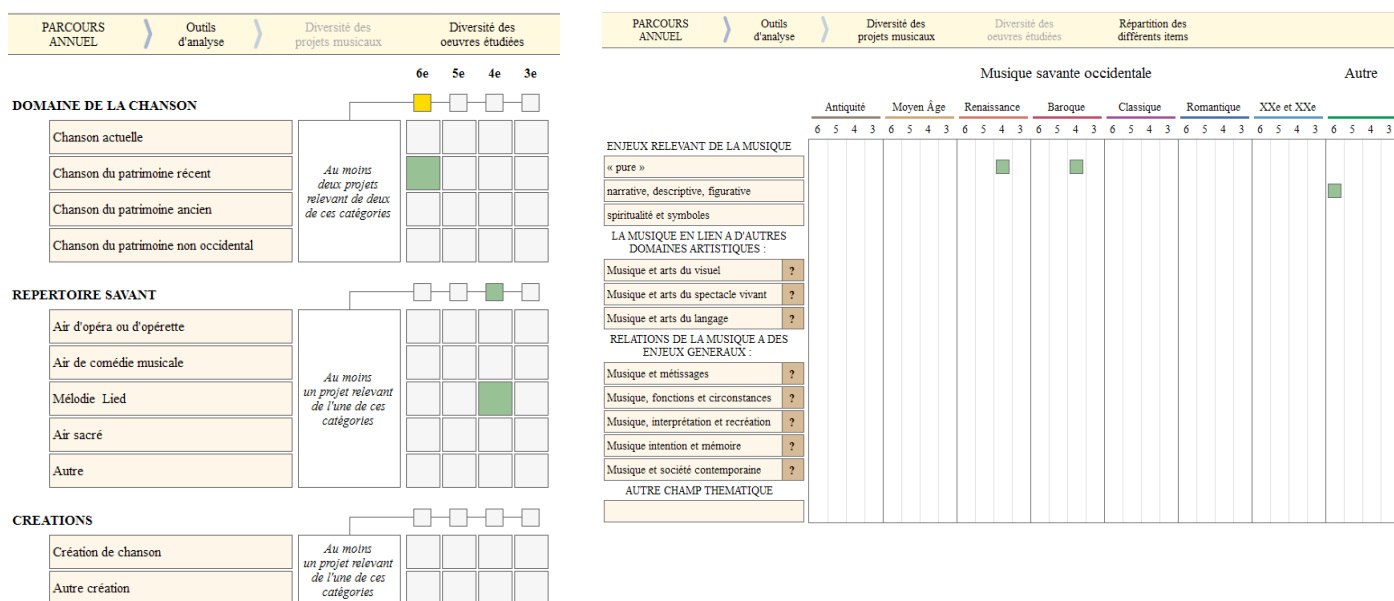 PARCOURS
ANNUEL
Outils
d'analyse
Diversité des
projets musicaux
Diversité des
oeuvres étudiées
6e 5e 4e 3e
DOMAINE DE LA CHANSON
Chanson actuelle
Chanson du patrimoine récent
Chanson du patrimoine ancien
Chanson du patrimoine non occidental
Au moins
deux projets
relevant de deux
de ces catégories
REPERTOIRE SAVANT
Air d'opéra ou d'opérette
Air de comédie musicale
Mélodie Lied
Air sacré
Autre
Au moins
un projet relevant
de l'une de ces
catégories
CREATIONS
Création de chanson
Autre création
Au moins
un projet relevant
de l'une de ces
catégories
PARCOURS
ANNUEL
Outils
d'analyse
Diversité des
projets musicaux
Diversité des
oeuvres étudiées
Répartition des
différents items
Musique savante occidentale
Autre
Antiquité Moyen Âge Renaissance Baroque Classique Romantique XXe et XXe
6 5 4 3 6 5 4 3 6 5 4 3 6 5 4 3 6 5 4 3 6 5 4 3 6 5 4 3 6 5 4 3
ENJEUX RELEVANT DE LA MUSIQUE
« pure »
narrative, descriptive, figurative
spiritualité et symboles
LA MUSIQUE EN LIEN A D'AUTRES
DOMAINES ARTISTIQUES :
Musique et arts du visuel ?
Musique et arts du spectacle vivant ?
Musique et arts du langage ?
RELATIONS DE LA MUSIQUE A DES
ENJEUX GENERAUX :
Musique et métissages ?
Musique, fonctions et circonstances ?
Musique, interprétation et recréation ?
Musique intention et mémoire ?
Musique et société contemporaine ?
AUTRE CHAMP THEMATIQUE